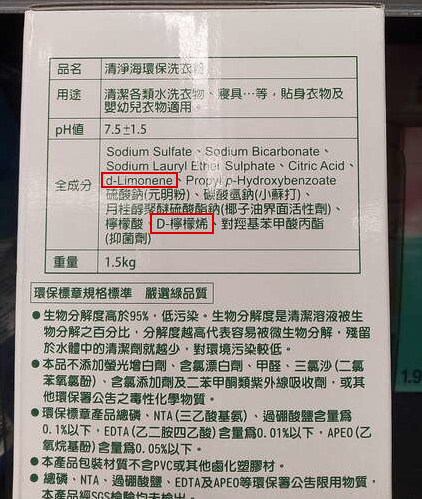 品名 清淨海環保洗衣粉
用途 清潔各類水洗衣物、寢具…等，貼身衣物及
嬰幼兒衣物適用。
pH值 7.5±1.5
全成分 Sodium Sulfate、Sodium Bicarbonate、
Sodium Lauryl Ether Sulphate、Citric Acid、
d-Limonene、Propyl p-Hydroxybenzoate
硫酸鈉(元明粉)、碳酸氫鈉(小蘇打)、
月桂醇聚醚硫酸酯鈉(椰子油界面活性劑)、
檸檬酸、D-檸檬烯、對羥基苯甲酸丙酯
(抑菌劑)
重量 1.5kg
環保標章規格標準 嚴選綠品質
●生物分解度高於95%，低污染。生物分解度是清潔溶液被生
物分解之百分比，分解度越高代表容易被微生物分解，殘留
於水體中的清潔劑就越少，對環境污染較低。
●本品不添加螢光增白劑、含氯漂白劑、甲醛、三氯沙(二氯
苯氧氯酚)、含氯添加劑及二苯甲酮類紫外線吸收劑，或其
他環保署公告之毒性化學物質。
●環保標章產品總磷、NTA(三乙酸基氨)、過硼酸鹽含量為
0.1%以下，EDTA(乙二胺四乙酸)含量為0.01%以下，APEO(乙
氧烷基酚)含量為0.05%以下。
●本產品包裝材質不含PVC或其他鹵化塑膠材。
●總磷、NTA、過硼酸鹽、EDTA及APEO等環保署公告限用物質，
本產品經SGS檢驗均未檢出。
1.9